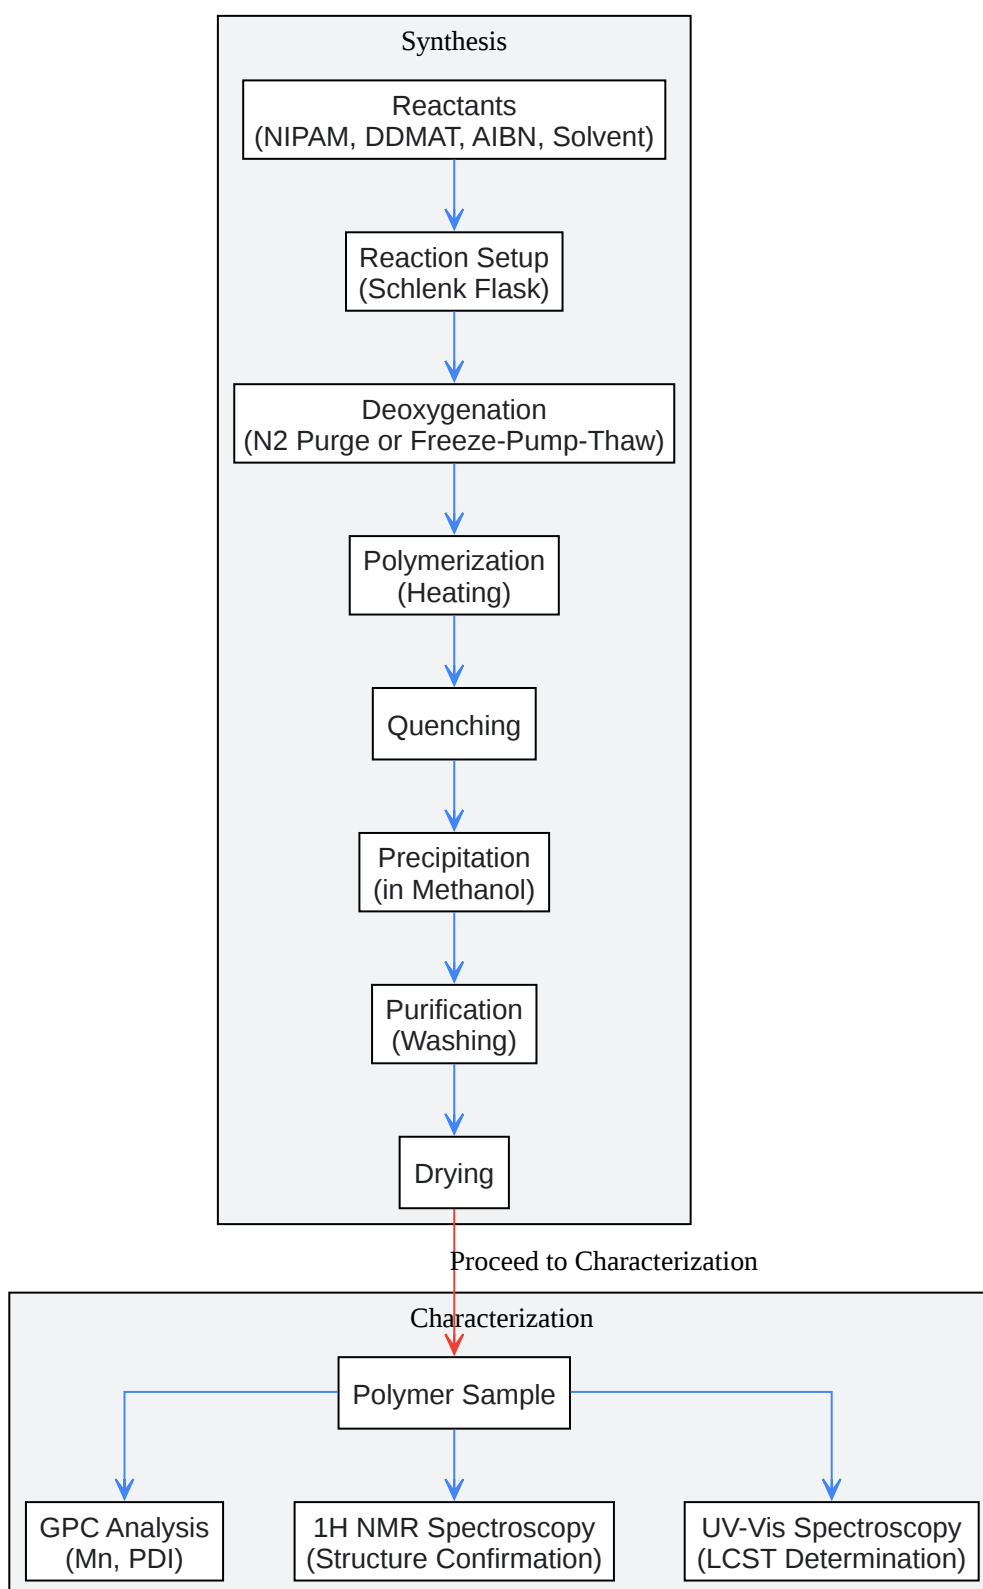 Synthesis
Reactants
(NIPAM, DDMAT, AIBN, Solvent)
Reaction Setup
(Schlenk Flask)
Deoxygenation
(N2 Purge or Freeze-Pump-Thaw)
Polymerization
(Heating)
Quenching
Precipitation
(in Methanol)
Purification
(Washing)
Drying
Proceed to Characterization
Characterization
Polymer Sample
GPC Analysis
(Mn, PDI)
1H NMR Spectroscopy
(Structure Confirmation)
UV-Vis Spectroscopy
(LCST Determination)